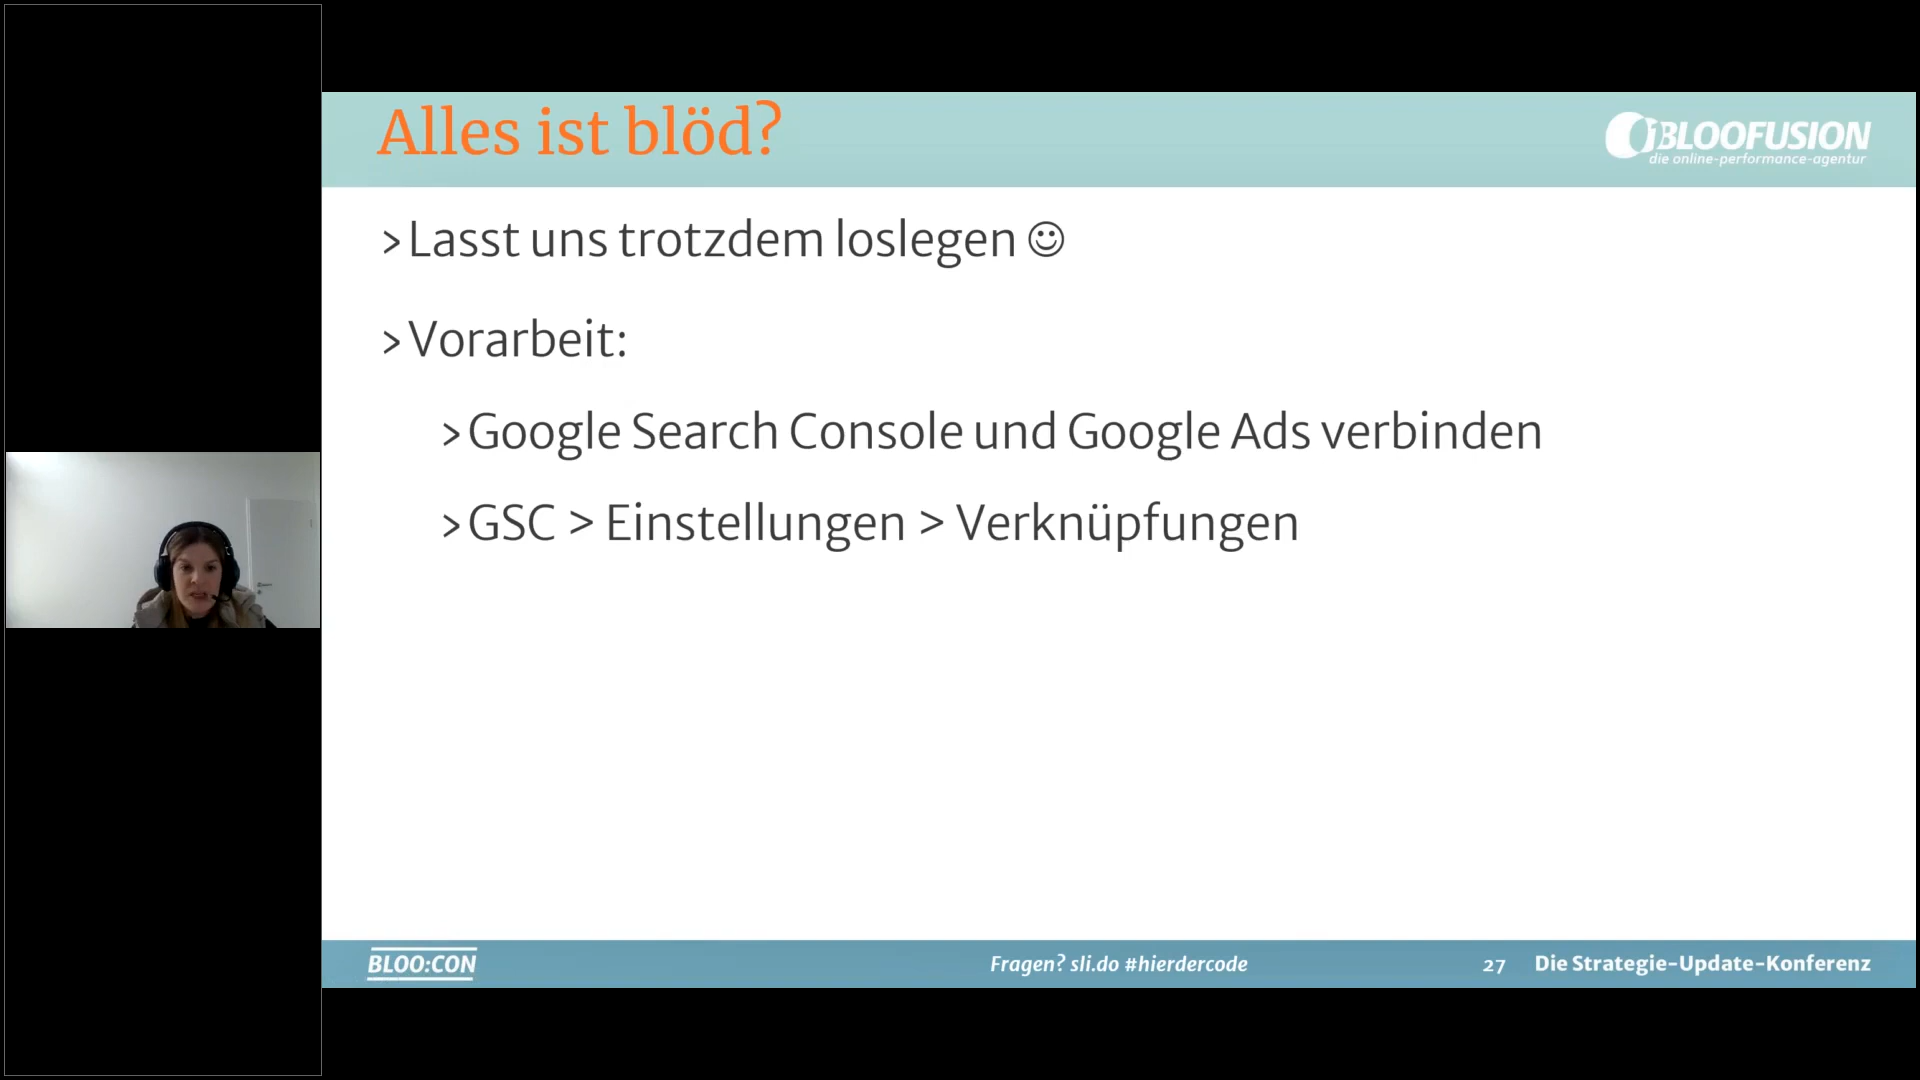 Alles ist blöd?
BLOOFUSION
die online-performance-agentur
>Lasst uns trotzdem loslegen ☺
>Vorarbeit:
>Google Search Console und Google Ads verbinden
>GSC > Einstellungen > Verknüpfungen
BLOO:CON
Fragen? sli.do #hierdercode
27
Die Strategie-Update-Konferenz